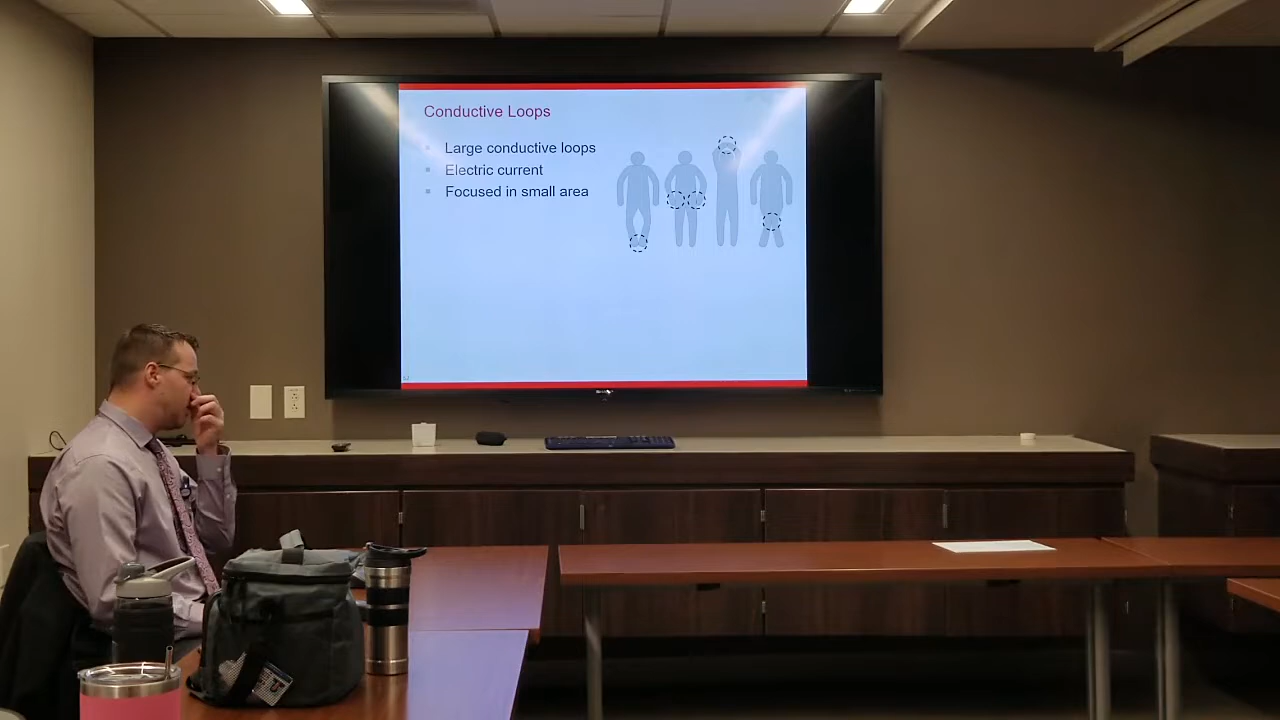 Conductive Loops
Large conductive loops
Electric current
Focused in small area